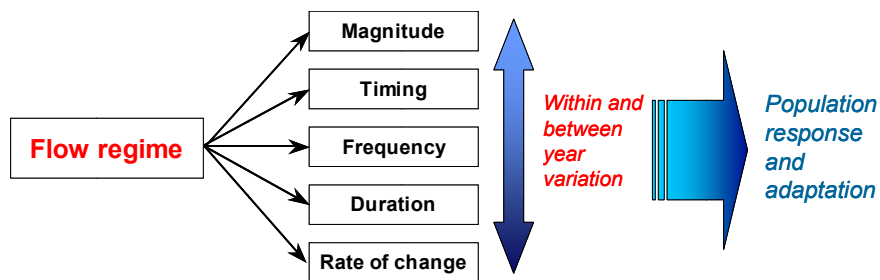 Flow regime
Magnitude
Timing
Frequency
Duration
Rate of change
Within and
between
year
variation
Population
response
and
adaptation